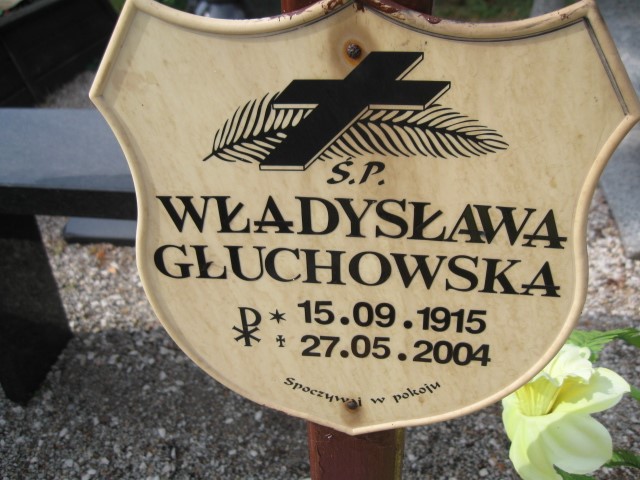 Ś.P.
WŁADYSŁAWA
GŁUCHOWSKA
* 15.09.1915
✝ 27.05.2004
Spoczywaj w pokoju